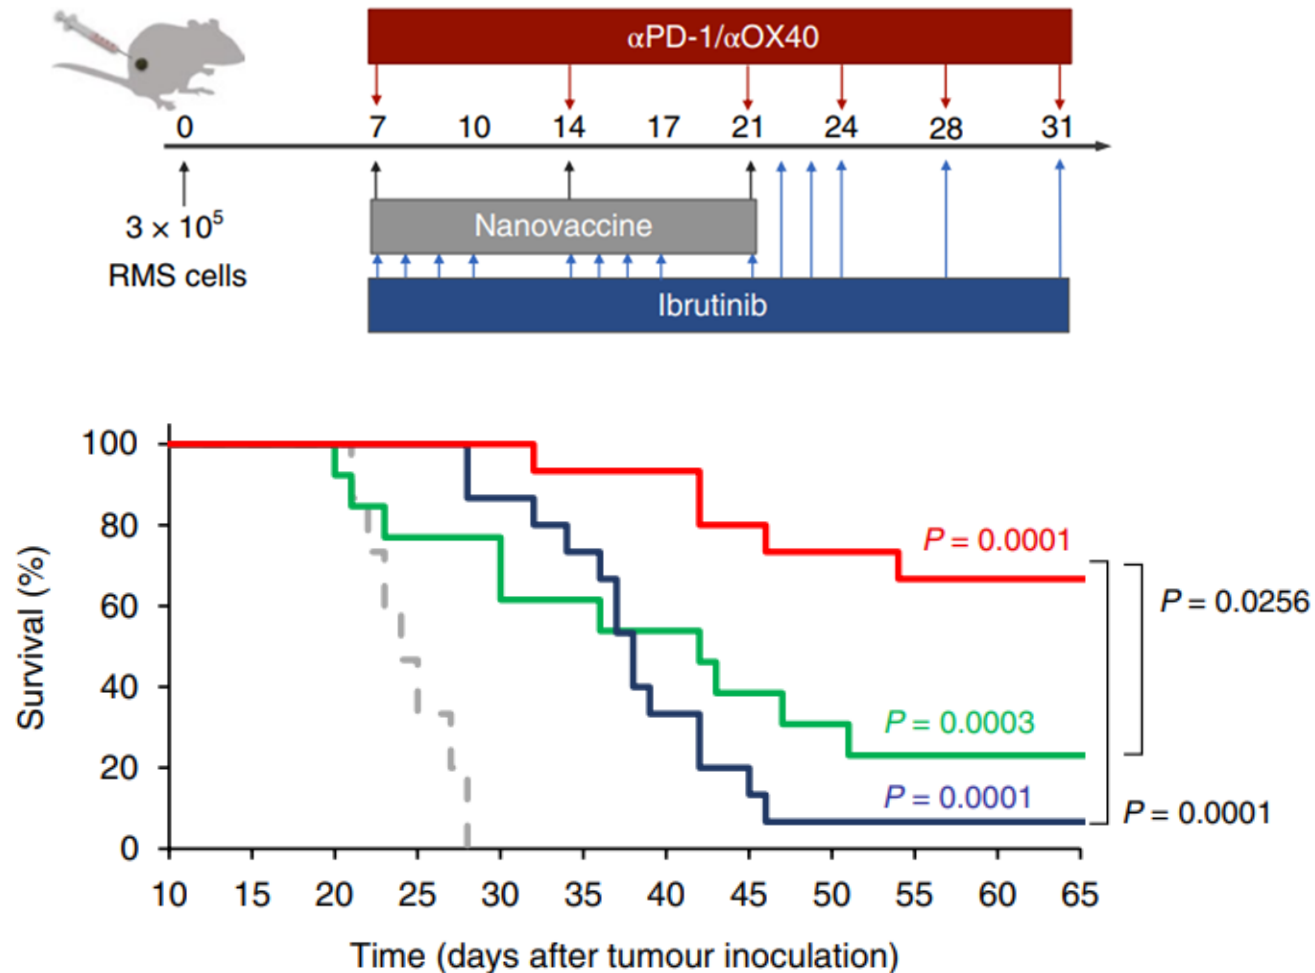 αPD-1/αOX40
0 7 10 14 17 21 24 28 31
3 × 10⁵
RMS cells
Nanovaccine
Ibrutinib
Survival (%)
100
80
60
40
20
0
P = 0.0001
P = 0.0256
P = 0.0003
P = 0.0001
P = 0.0001
10 15 20 25 30 35 40 45 50 55 60 65
Time (days after tumour inoculation)